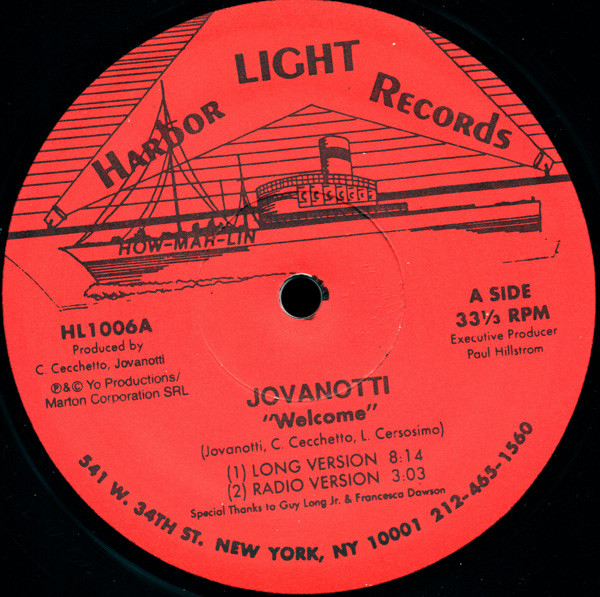 HARBOR LIGHT RECORDS
HOW-MAH-LIN
HL1006A
Produced by
C. Cecchetto, Jovanotti
℗&© Yo Productions/
Marton Corporation SRL
A SIDE
33⅓ RPM
Executive Producer
Paul Hillstrom
JOVANOTTI
"Welcome"
(Jovanotti, C. Cecchetto, L. Cersosimo)
(1) LONG VERSION 8:14
(2) RADIO VERSION 3:03
Special Thanks to Guy Long Jr. & Francesca Dawson
541 W. 34TH ST. NEW YORK, NY 10001 212-465-1560